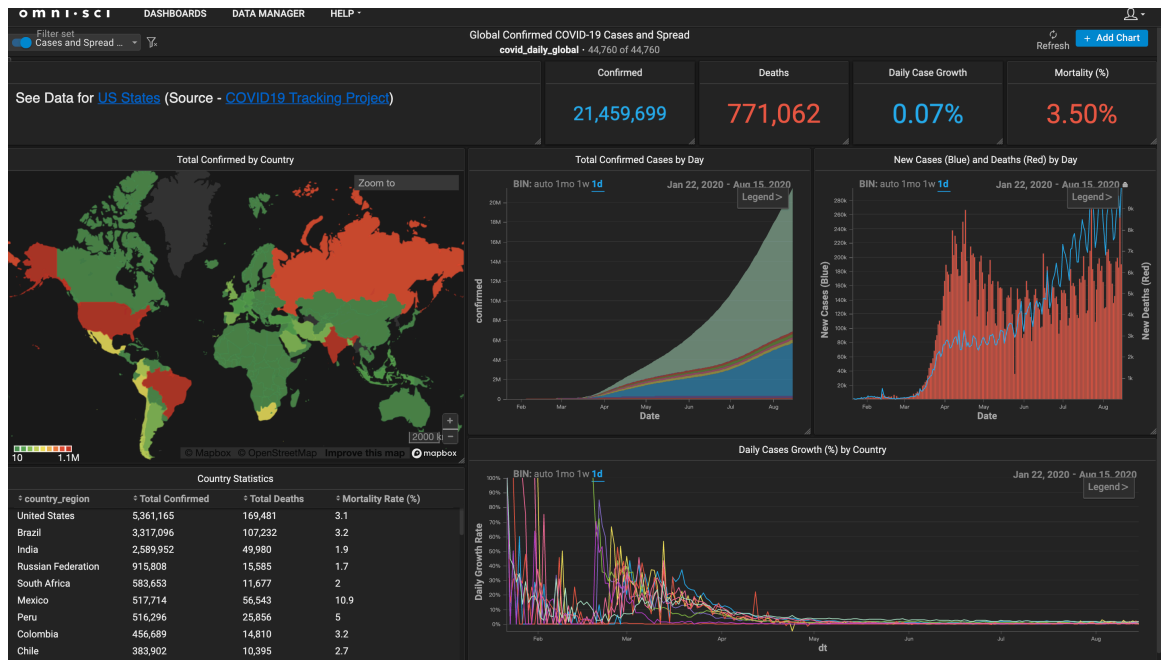 omni·sci DASHBOARDS DATA MANAGER HELP
Filter set
Cases and Spread ...
Global Confirmed COVID-19 Cases and Spread
covid_daily_global · 44,760 of 44,760
Refresh
+ Add Chart
See Data for US States (Source - COVID19 Tracking Project)
Confirmed
21,459,699
Deaths
771,062
Daily Case Growth
0.07%
Mortality (%)
3.50%
Total Confirmed by Country
Zoom to
+
2000 k
−
10 1.1M
© Mapbox © OpenStreetMap Improve this map mapbox
Total Confirmed Cases by Day
BIN: auto 1mo 1w 1d
Jan 22, 2020 - Aug 15, 2020
Legend >
confirmed
20M
18M
16M
14M
12M
10M
8M
6M
4M
2M
0
Feb Mar Apr May Jun Jul Aug
Date
New Cases (Blue) and Deaths (Red) by Day
BIN: auto 1mo 1w 1d
Jan 22, 2020 - Aug 15, 2020
Legend >
New Cases (Blue)
280k
260k
240k
220k
200k
180k
160k
140k
120k
100k
80k
60k
40k
20k
New Deaths (Red)
9k
8k
7k
6k
5k
4k
3k
2k
1k
Feb Mar Apr May Jun Jul Aug
Date
Country Statistics
country_region Total Confirmed Total Deaths Mortality Rate (%)
United States 5,361,165 169,481 3.1
Brazil 3,317,096 107,232 3.2
India 2,589,952 49,980 1.9
Russian Federation 915,808 15,585 1.7
South Africa 583,653 11,677 2
Mexico 517,714 56,543 10.9
Peru 516,296 25,856 5
Colombia 456,689 14,810 3.2
Chile 383,902 10,395 2.7
Daily Cases Growth (%) by Country
BIN: auto 1mo 1w 1d
Jan 22, 2020 - Aug 15, 2020
Legend >
Daily Growth Rate
100%
90%
80%
70%
60%
50%
40%
30%
20%
10%
0%
Feb Mar Apr May Jun Jul Aug
dt